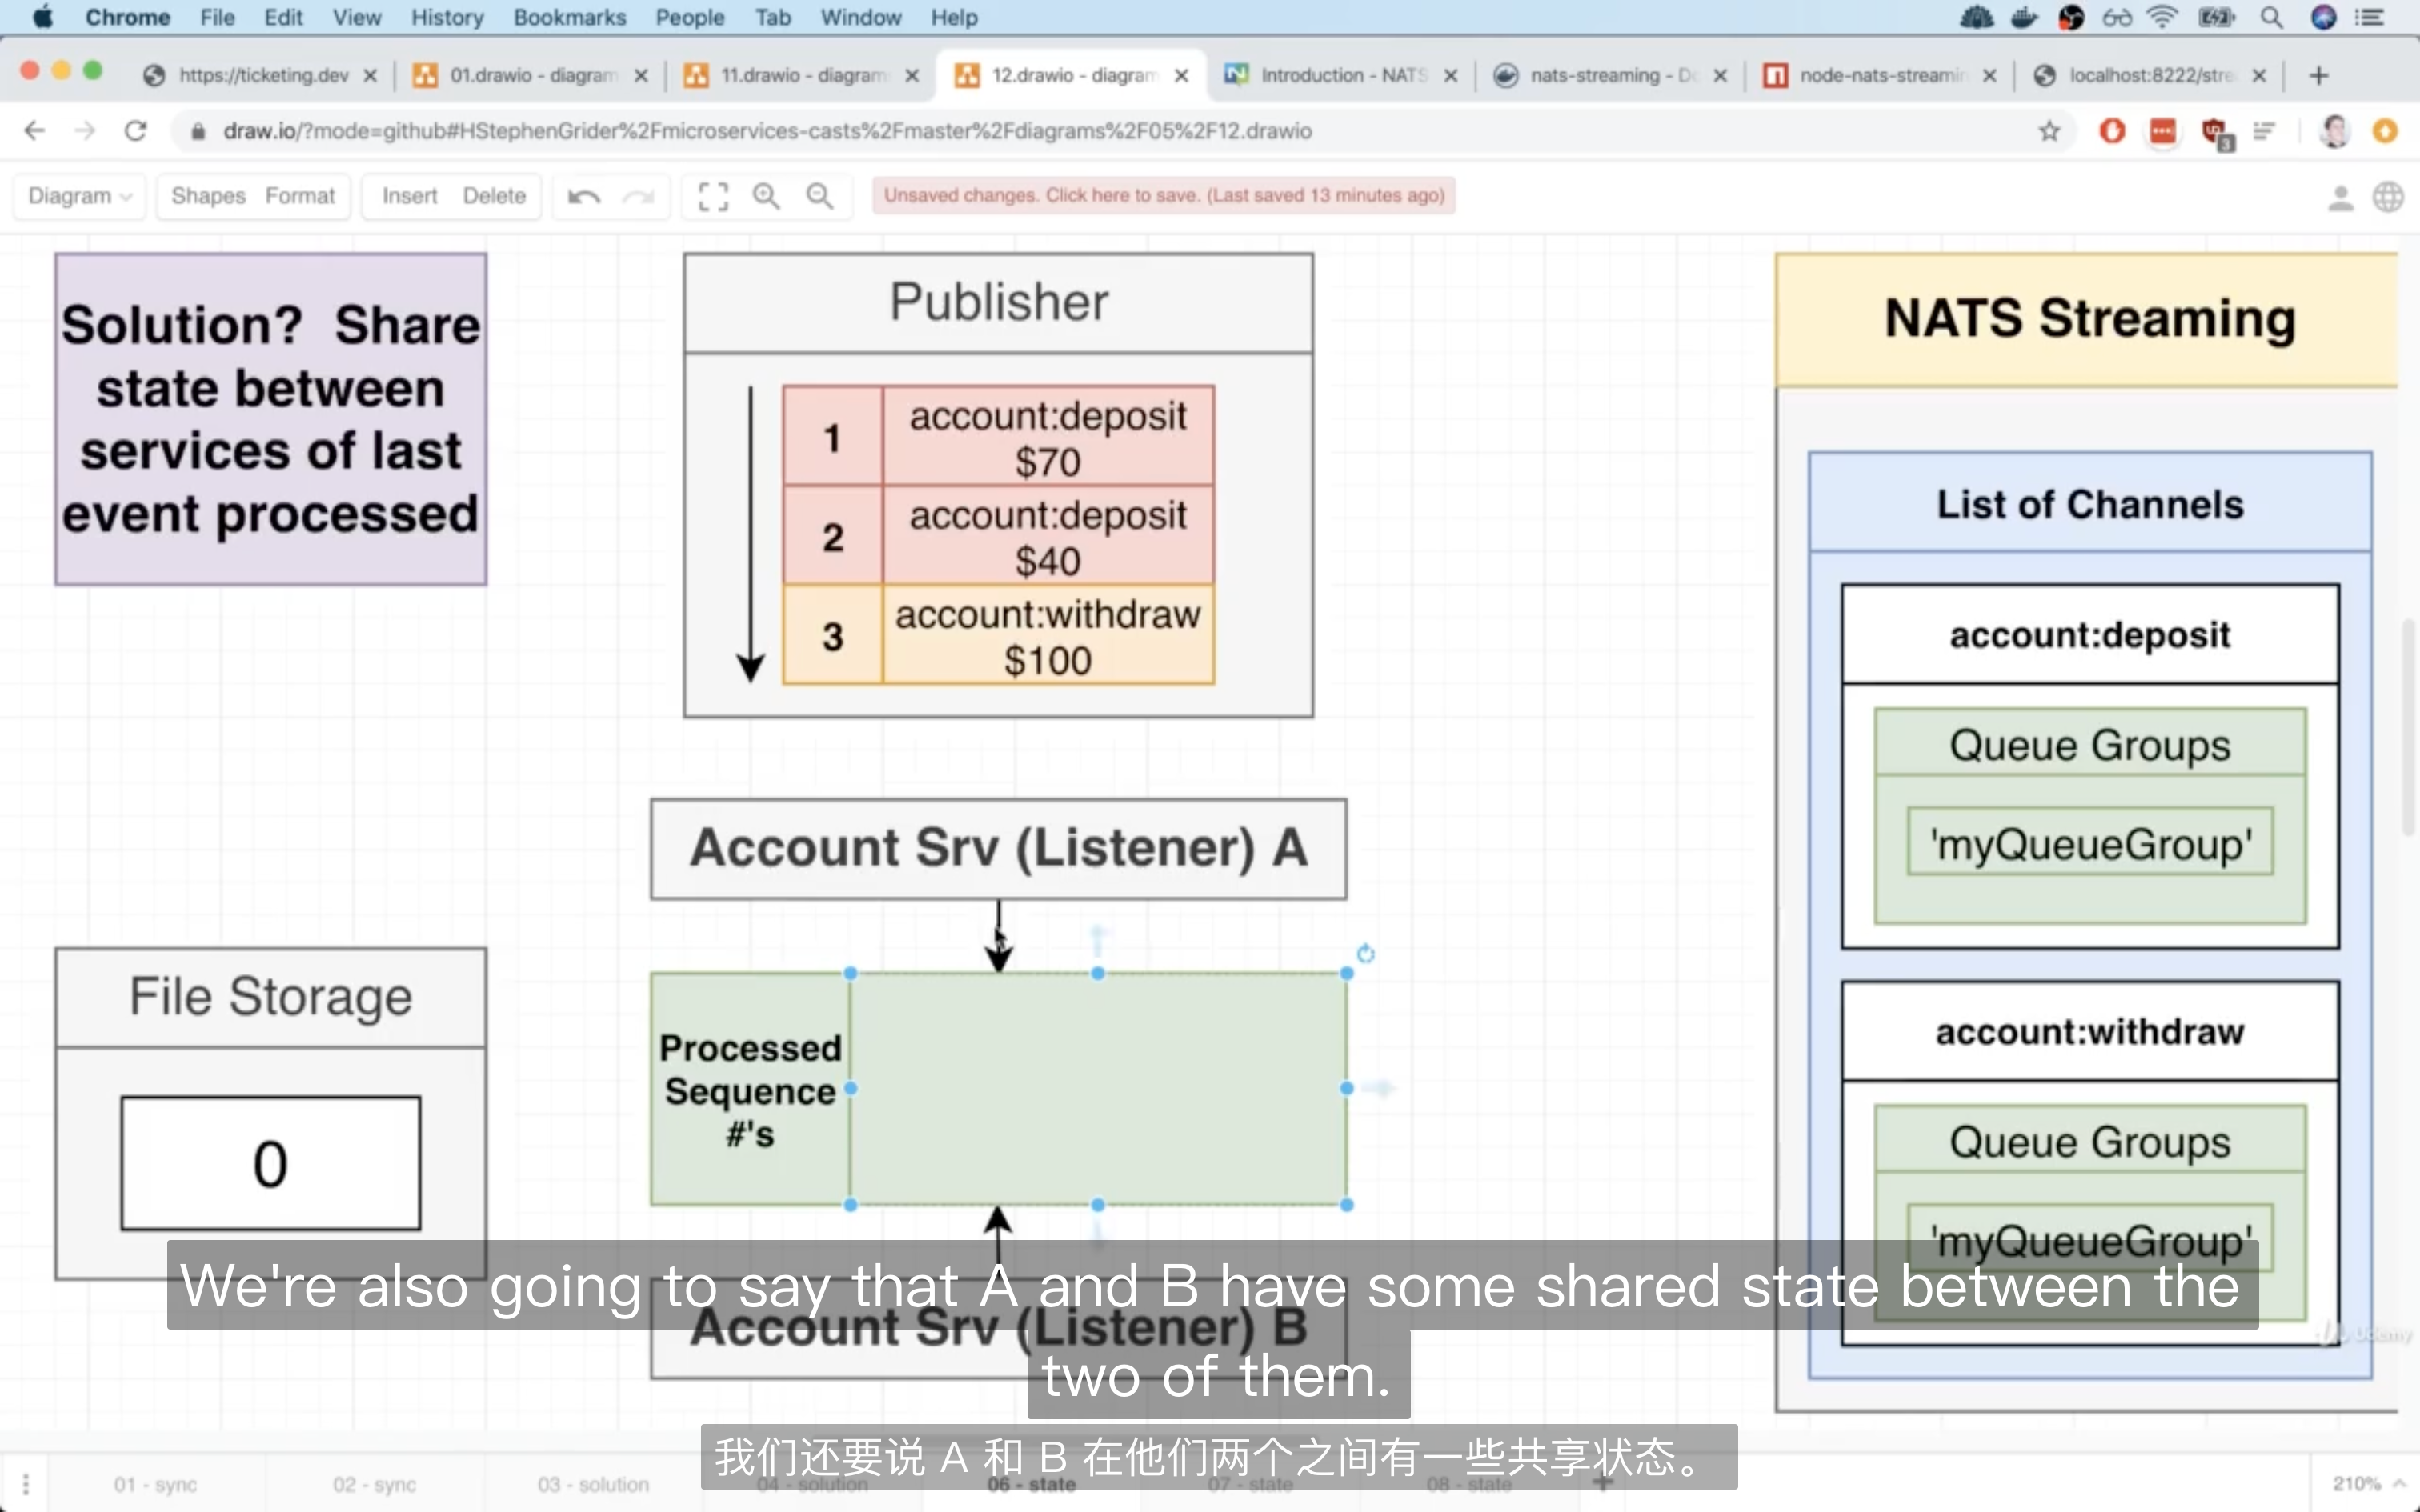 Chrome File Edit View History Bookmarks People Tab Window Help
https://ticketing.dev
01.drawio - diagram
11.drawio - diagram
12.drawio - diagram
Introduction - NATS
nats-streaming - Do
node-nats-streamin
localhost:8222/stre
draw.io/?mode=github#HStephenGrider%2Fmicroservices-casts%2Fmaster%2Fdiagrams%2F05%2F12.drawio
3
Diagram Shapes Format Insert Delete
Unsaved changes. Click here to save. (Last saved 13 minutes ago)
Solution? Share
state between
services of last
event processed
Publisher
1
account:deposit
$70
2
account:deposit
$40
3
account:withdraw
$100
NATS Streaming
List of Channels
account:deposit
Queue Groups
'myQueueGroup'
account:withdraw
Queue Groups
'myQueueGroup'
Account Srv (Listener) A
File Storage
0
Processed
Sequence
#'s
Account Srv (Listener) B
We're also going to say that A and B have some shared state between the
two of them.
我们还要说 A 和 B 在他们两个之间有一些共享状态。
Udemy
01 - sync
02 - sync
03 - solution
04 - solution
06 - state
07 - state
08 - state
210%